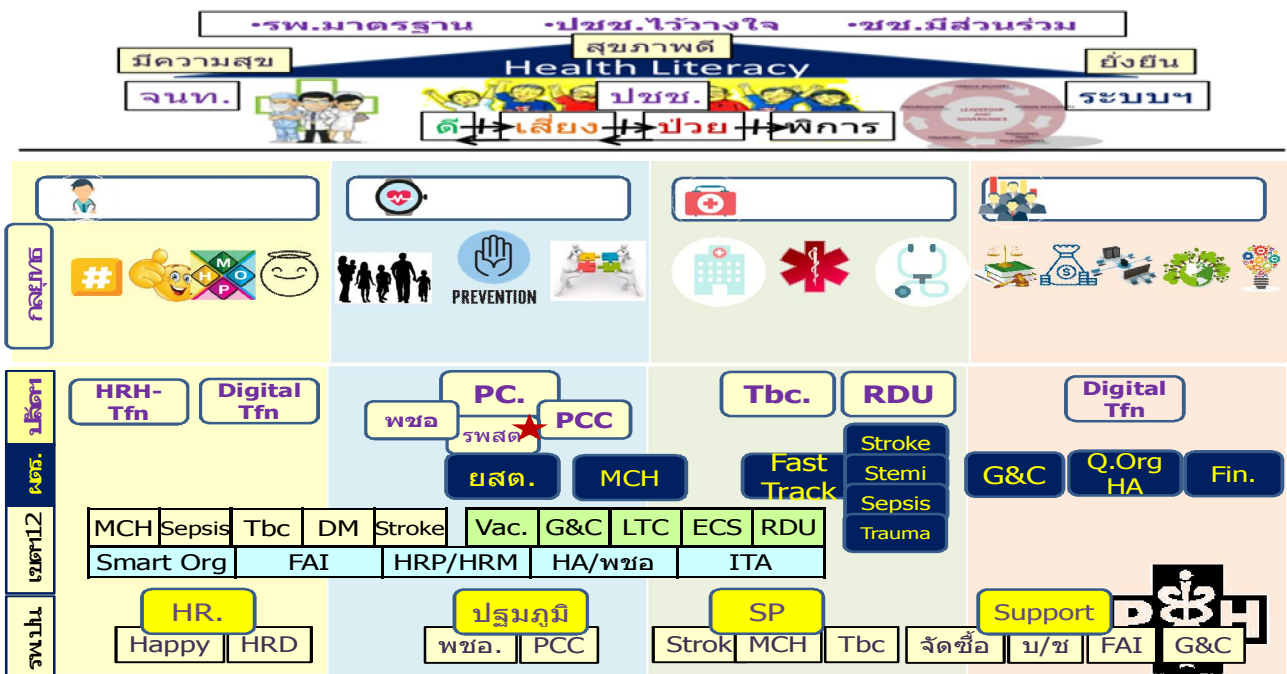 •รพ.มาตรฐาน •ปชช.ไว้วางใจ •ชช.มีส่วนร่วม
สุขภาพดี
มีความสุข
Health Literacy
ยั่งยืน
จนท.
ปชช.
ระบบฯ
LEADERSHIP
AND
GOVERNANCE
ดี เสี่ยง ป่วย พิการ
กลยุทธ์
H M O P
PREVENTION
ปลัดฯ
HRH-
Tfn
Digital
Tfn
PC.
พชอ
รพสต
PCC
Tbc.
RDU
Digital
Tfn
ผตร.
ยสต.
MCH
Fast
Track
Stroke
Stemi
Sepsis
Trauma
G&C
Q.Org
HA
Fin.
เขต12
MCH Sepsis Tbc DM Stroke Vac. G&C LTC ECS RDU
Smart Org FAI HRP/HRM HA/พชอ ITA
รพ.ปน.
HR.
Happy HRD
ปฐมภูมิ
พชอ. PCC
SP
Strok MCH Tbc
Support
จัดซื้อ บ/ช FAI G&C